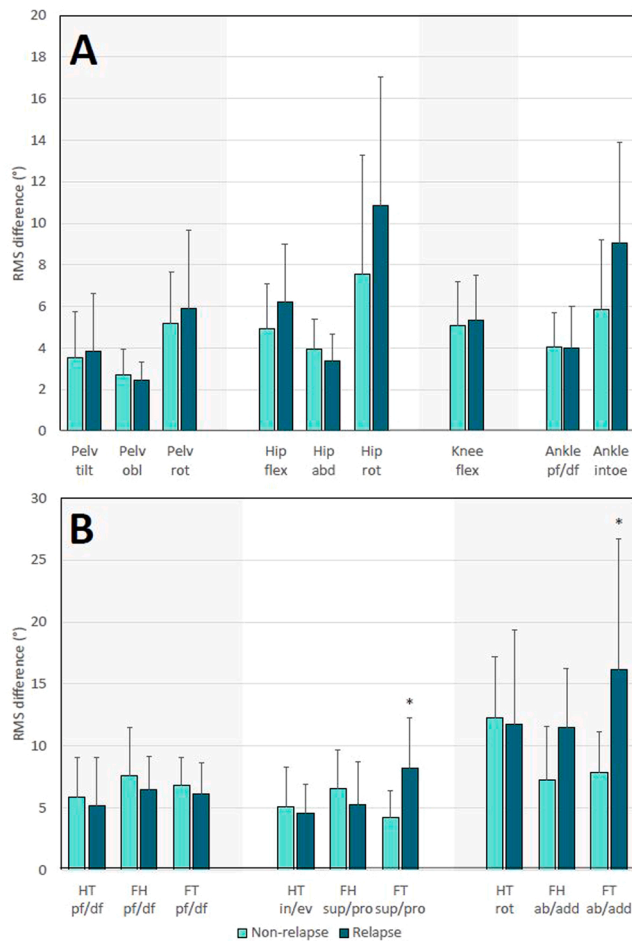 A
RMS difference (°)
20
18
16
14
12
10
8
6
4
2
0
Pelv tilt
Pelv obl
Pelv rot
Hip flex
Hip abd
Hip rot
Knee flex
Ankle pf/df
Ankle intoe
B
RMS difference (°)
30
25
20
15
10
5
0
*
*
HT pf/df
FH pf/df
FT pf/df
HT in/ev
FH sup/pro
FT sup/pro
HT rot
FH ab/add
FT ab/add
Non-relapse
Relapse